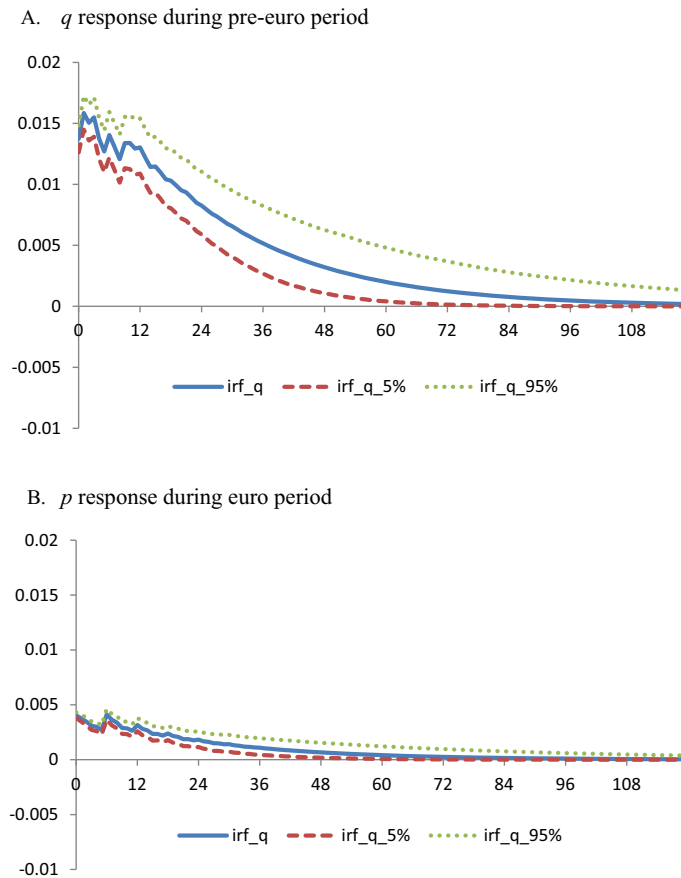 A. q response during pre-euro period
0.02
0.015
0.01
0.005
0
0 12 24 36 48 60 72 84 96 108
-0.005
irf_q irf_q_5% irf_q_95%
-0.01
B. p response during euro period
0.02
0.015
0.01
0.005
0
0 12 24 36 48 60 72 84 96 108
-0.005
irf_q irf_q_5% irf_q_95%
-0.01